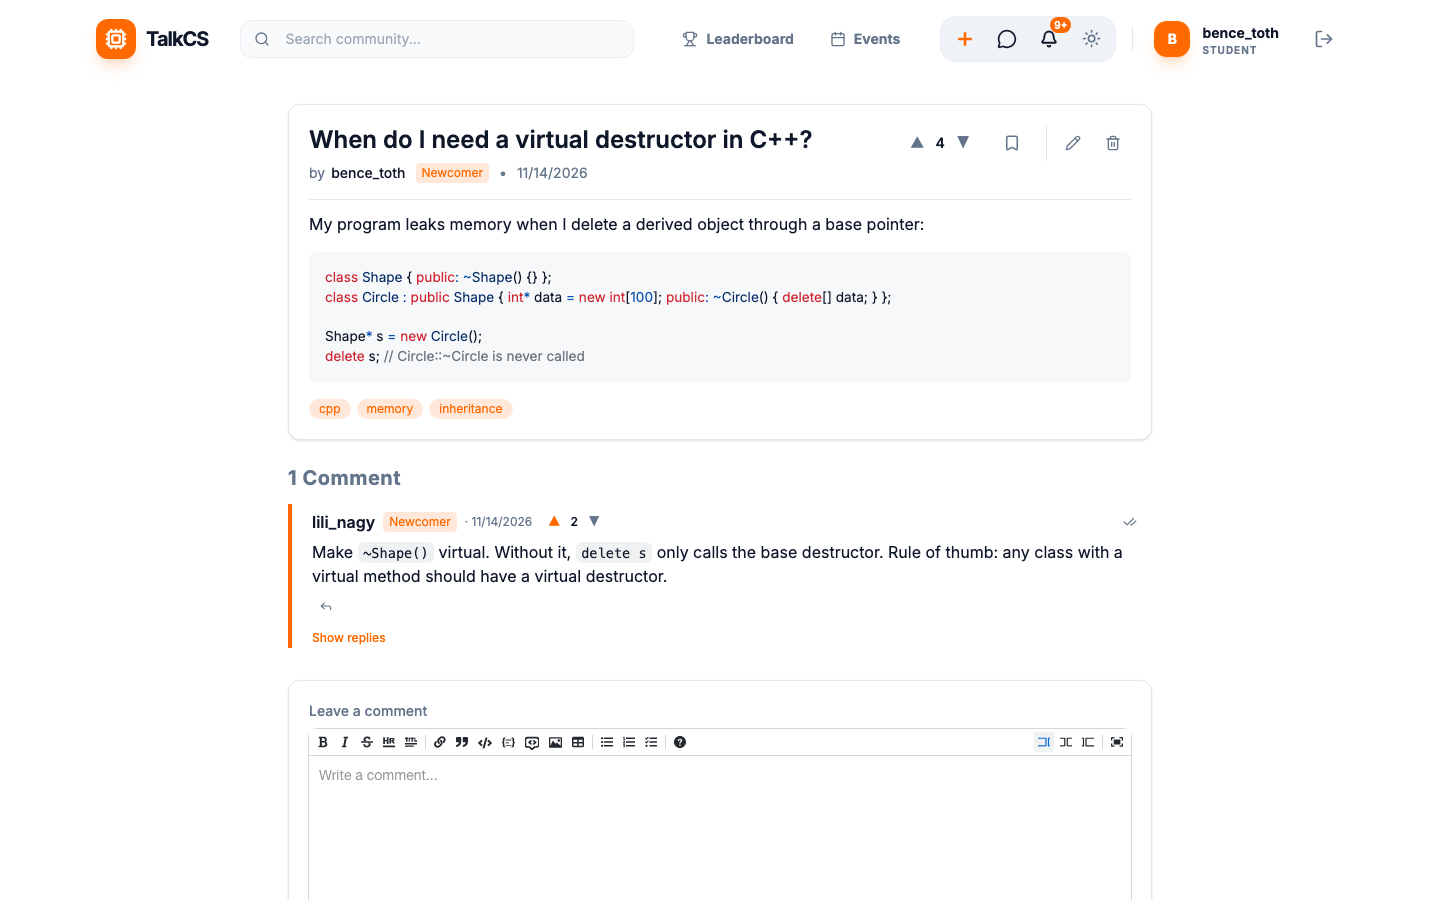 TalkCS
Search community...
Leaderboard
Events
9+
B
bence_toth
STUDENT
When do I need a virtual destructor in C++?
4
by bence_toth Newcomer • 11/14/2026
My program leaks memory when I delete a derived object through a base pointer:
class Shape { public: ~Shape() {} };
class Circle : public Shape { int* data = new int[100]; public: ~Circle() { delete[] data; } };
Shape* s = new Circle();
delete s; // Circle::~Circle is never called
cpp memory inheritance
1 Comment
lili_nagy Newcomer · 11/14/2026 2
Make ~Shape() virtual. Without it, delete s only calls the base destructor. Rule of thumb: any class with a
virtual method should have a virtual destructor.
Show replies
Leave a comment
B I S HR
Write a comment...